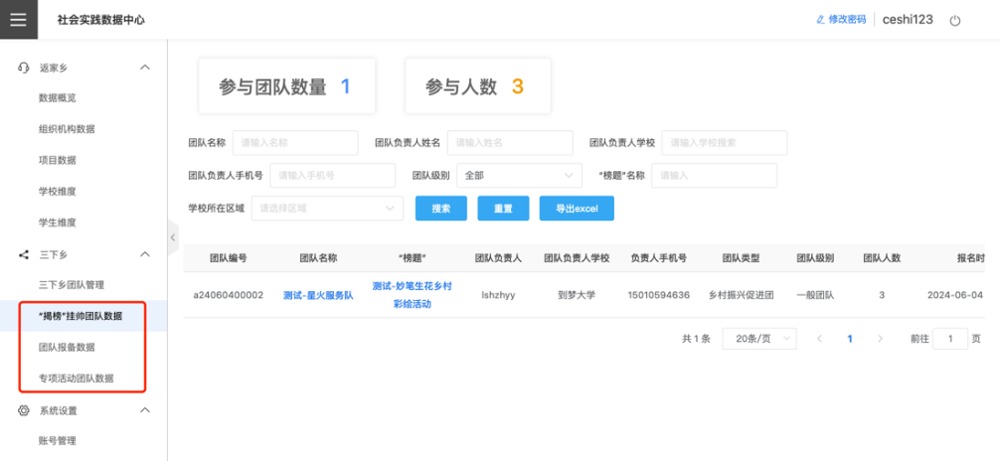 社会实践数据中心
修改密码 ceshi123
返家乡
数据概览
组织机构数据
项目数据
学校维度
学生维度
三下乡
三下乡团队管理
“揭榜”挂帅团队数据
团队报备数据
专项活动团队数据
系统设置
账号管理
参与团队数量 1 参与人数 3
团队名称 请输入名称 团队负责人姓名 请输入姓名 团队负责人学校 请输入学校搜索
团队负责人手机号 请输入手机号 团队级别 全部 “榜题”名称 请输入
学校所在区域 请选择区域 搜索 重置 导出excel
团队编号 团队名称 “榜题” 团队负责人 团队负责人学校 负责人手机号 团队类型 团队级别 团队人数 报名时
a24060400002 测试-星火服务队 测试-妙笔生花乡村 lshzhyy 到梦大学 15010594636 乡村振兴促进团 一般团队 3 2024-06-04
彩绘活动
共 1 条 20条/页 1 前往 1 页